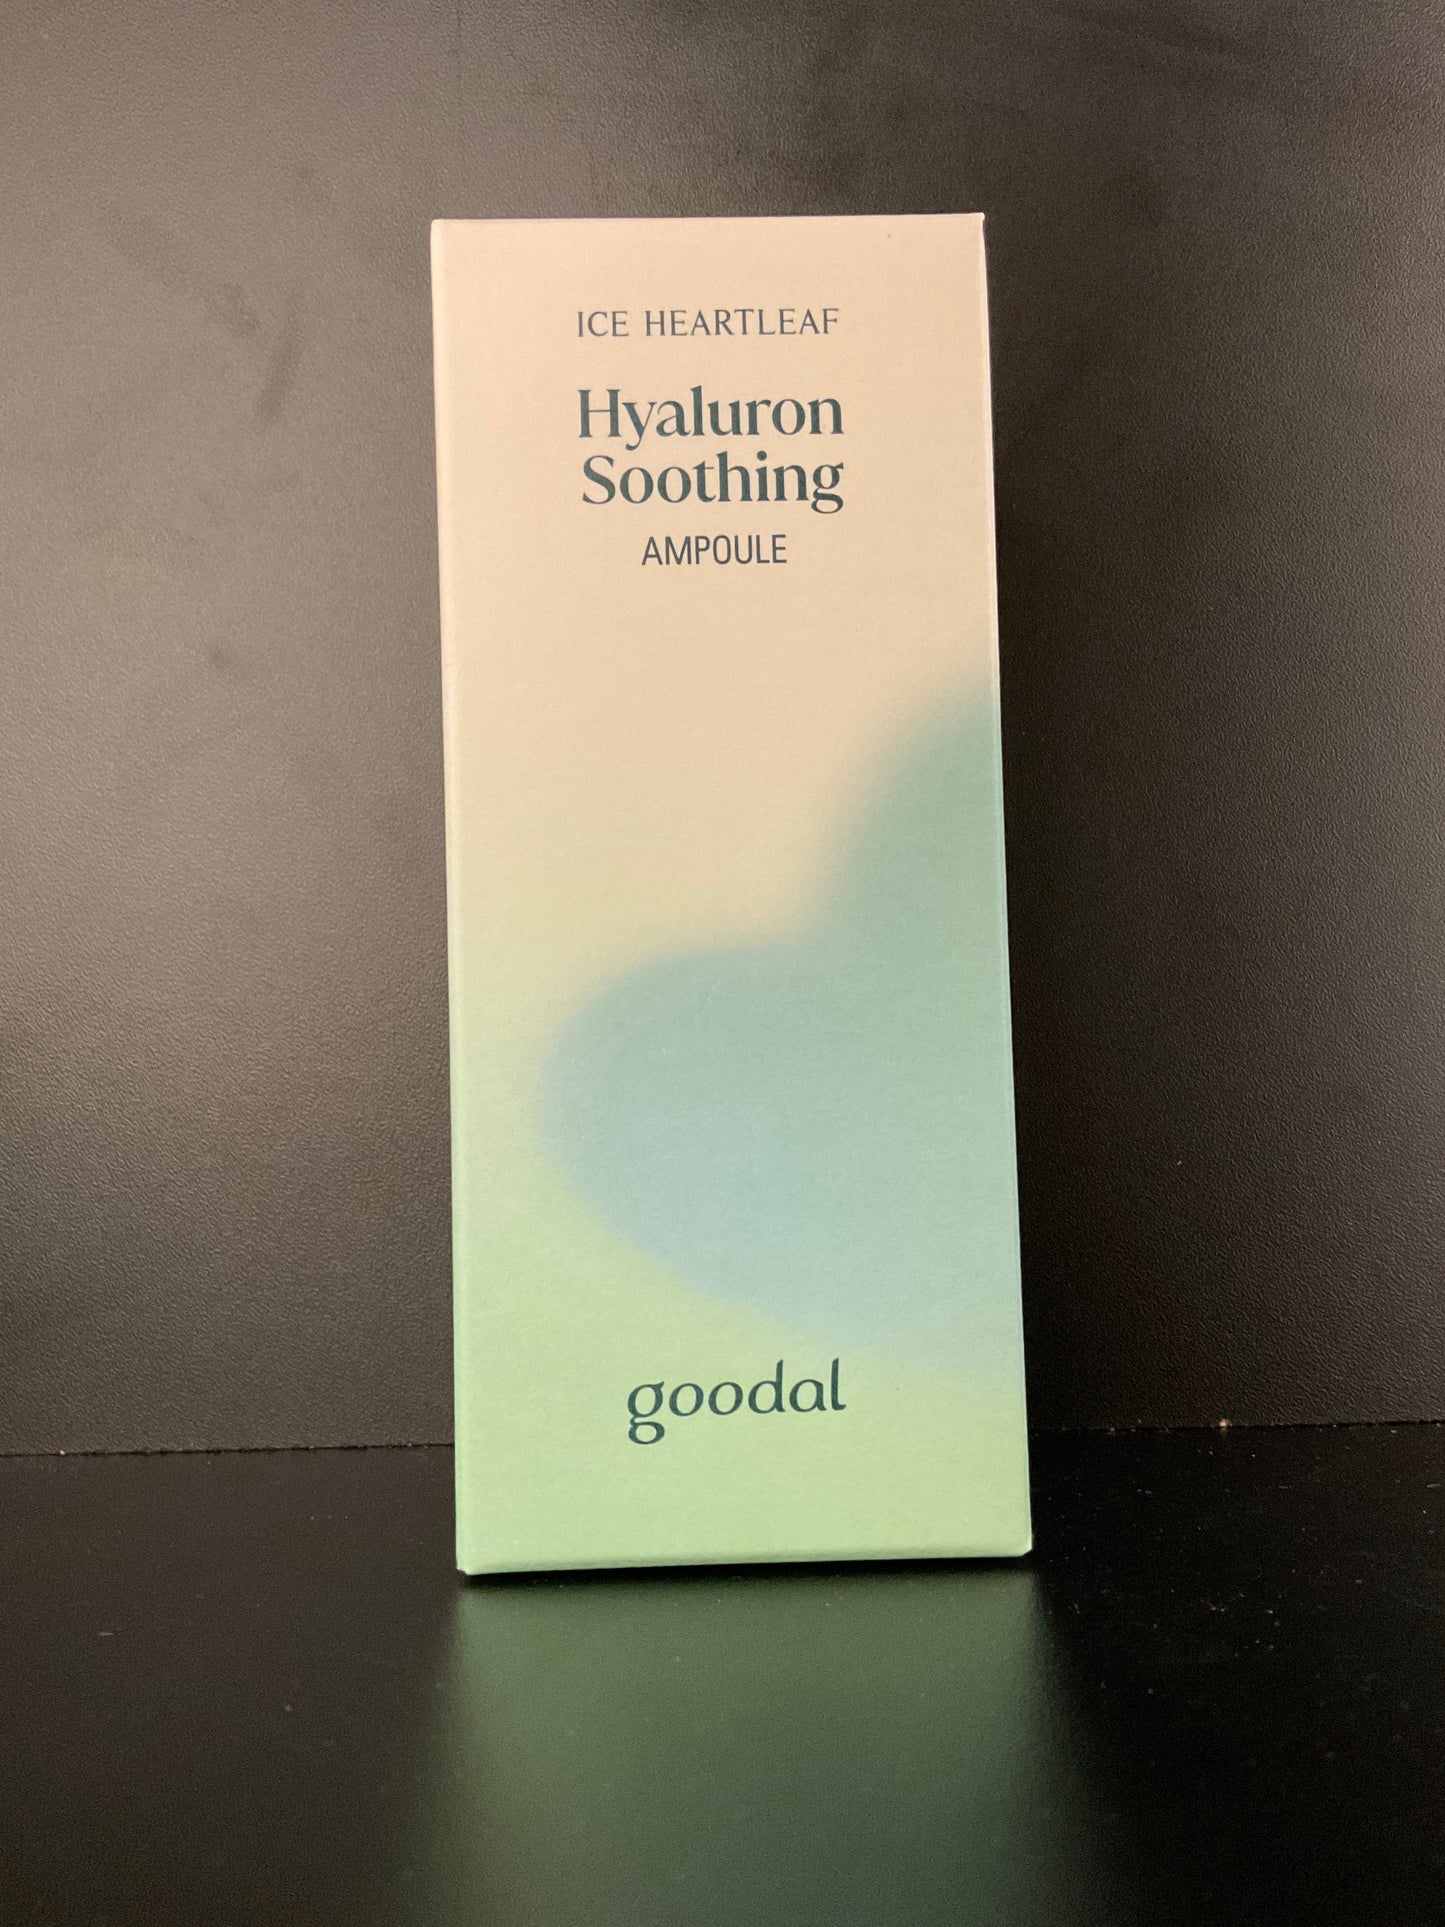 ICE HEARTLEAF
Hyaluron
Soothing
AMPOULE
goodal